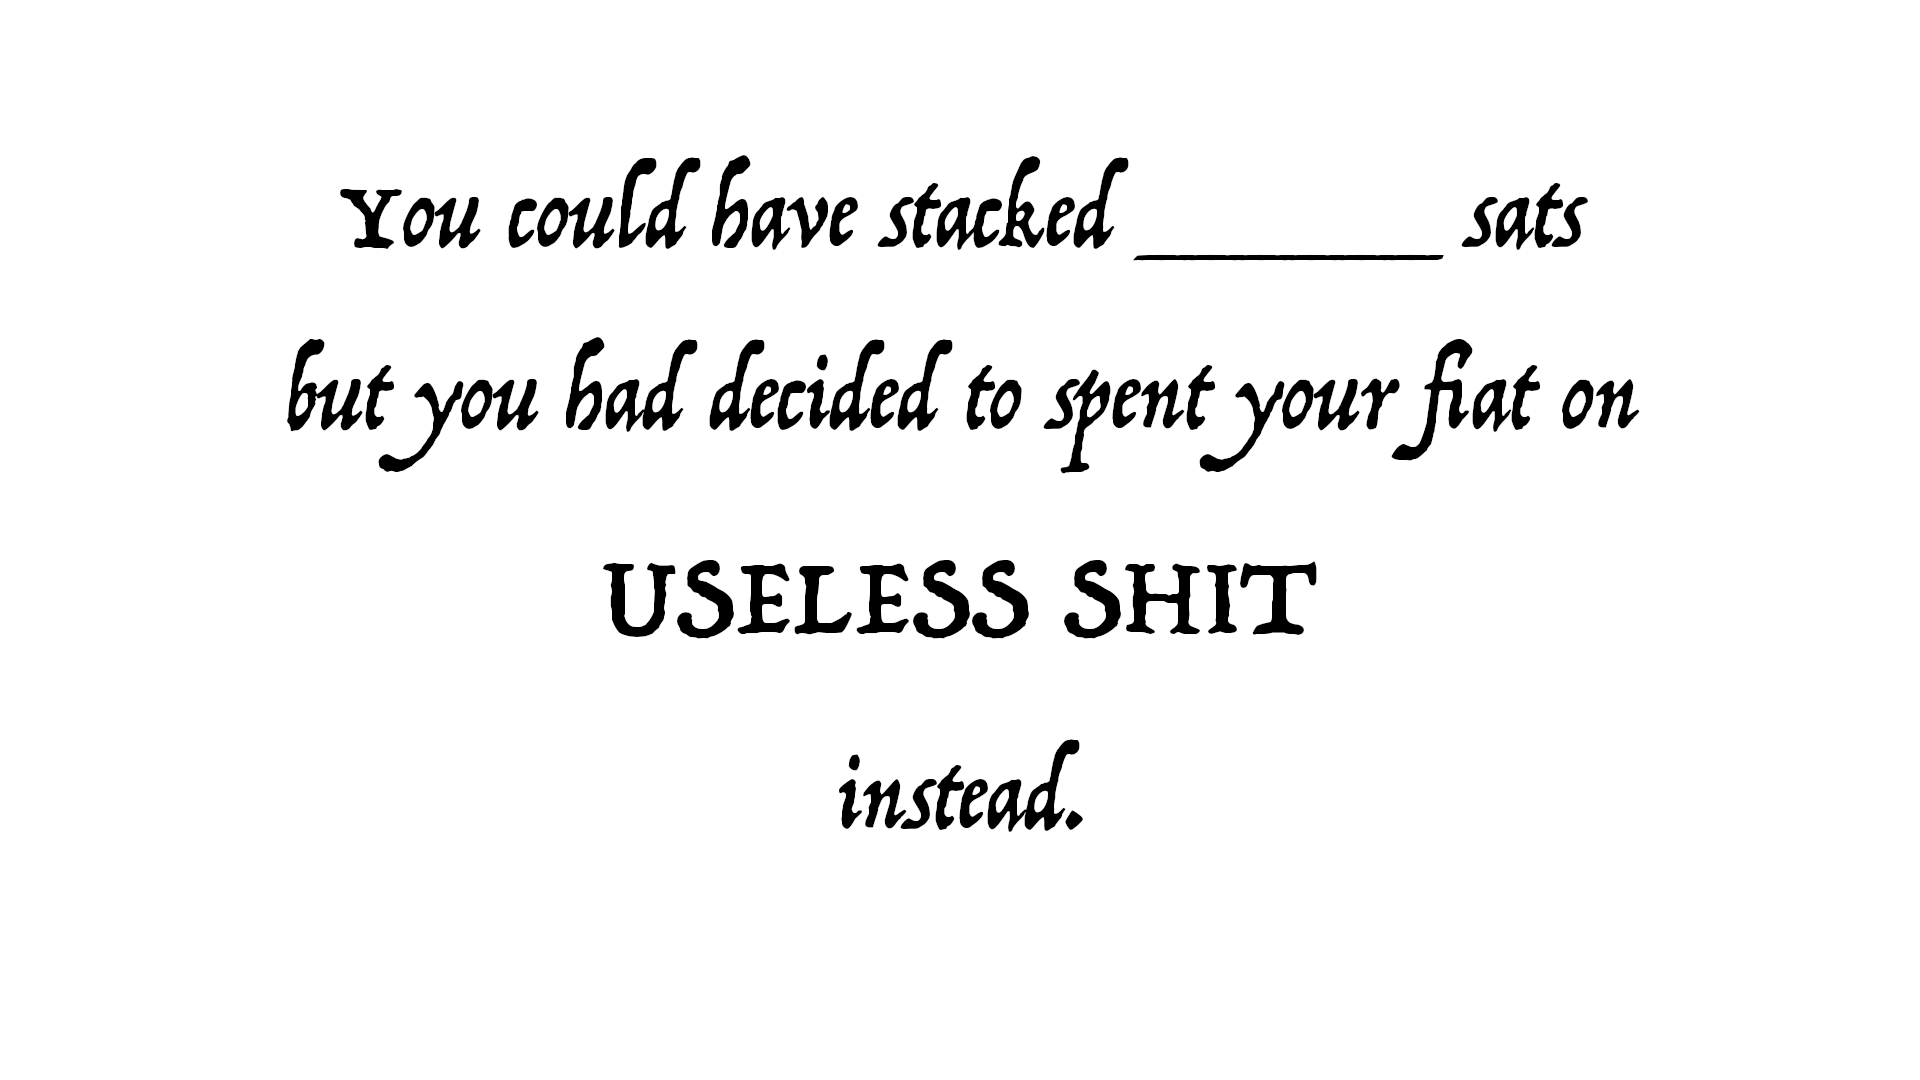 You could have stacked ________ sats
but you had decided to spent your fiat on
USELESS SHIT
instead.